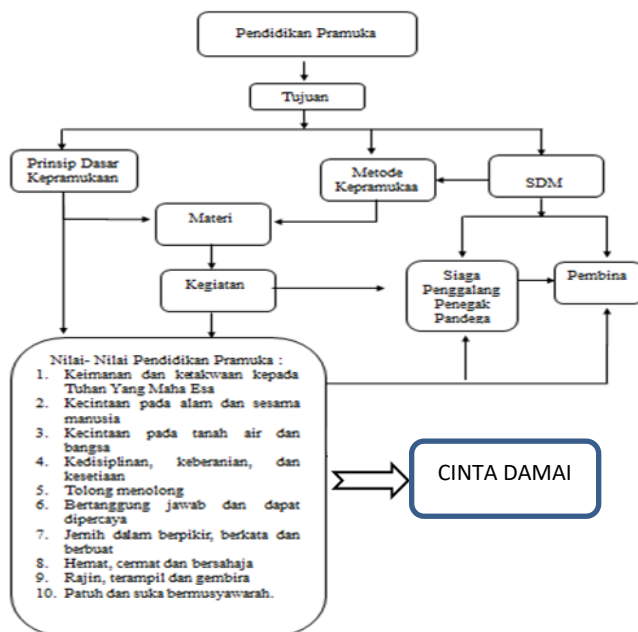 Pendidikan Pramuka
Tujuan
Prinsip Dasar
Kepramukaan
Metode
Kepramukaa
SDM
Materi
Kegiatan
Siaga
Penggalang
Penegak
Pandega
Pembina
Nilai- Nilai Pendidikan Pramuka :
1. Keimanan dan ketakwaan kepada
Tuhan Yang Maha Esa
2. Kecintaan pada alam dan sesama
manusia
3. Kecintaan pada tanah air dan
bangsa
4. Kedisiplinan, keberanian, dan
kesetiaan
5. Tolong menolong
6. Bertanggung jawab dan dapat
dipercaya
7. Jernih dalam berpikir, berkata dan
berbuat
8. Hemat, cermat dan bersahaja
9. Rajin, terampil dan gembira
10. Patuh dan suka bermusyawarah.
CINTA DAMAI